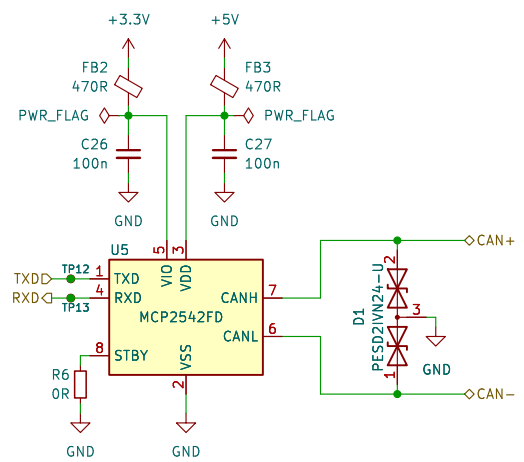 +3.3V
+5V
FB2
470R
FB3
470R
PWR_FLAG
PWR_FLAG
C26
100n
C27
100n
GND
GND
U5
5
3
VIO
VDD
TXD
TP12
1
TXD
RXD
TP13
4
RXD
MCP2542FD
CANH
7
CANL
6
8
STBY
VSS
2
R6
0R
GND
GND
CAN+
2
D1
PESD2IVN24-U
3
GND
1
CAN-